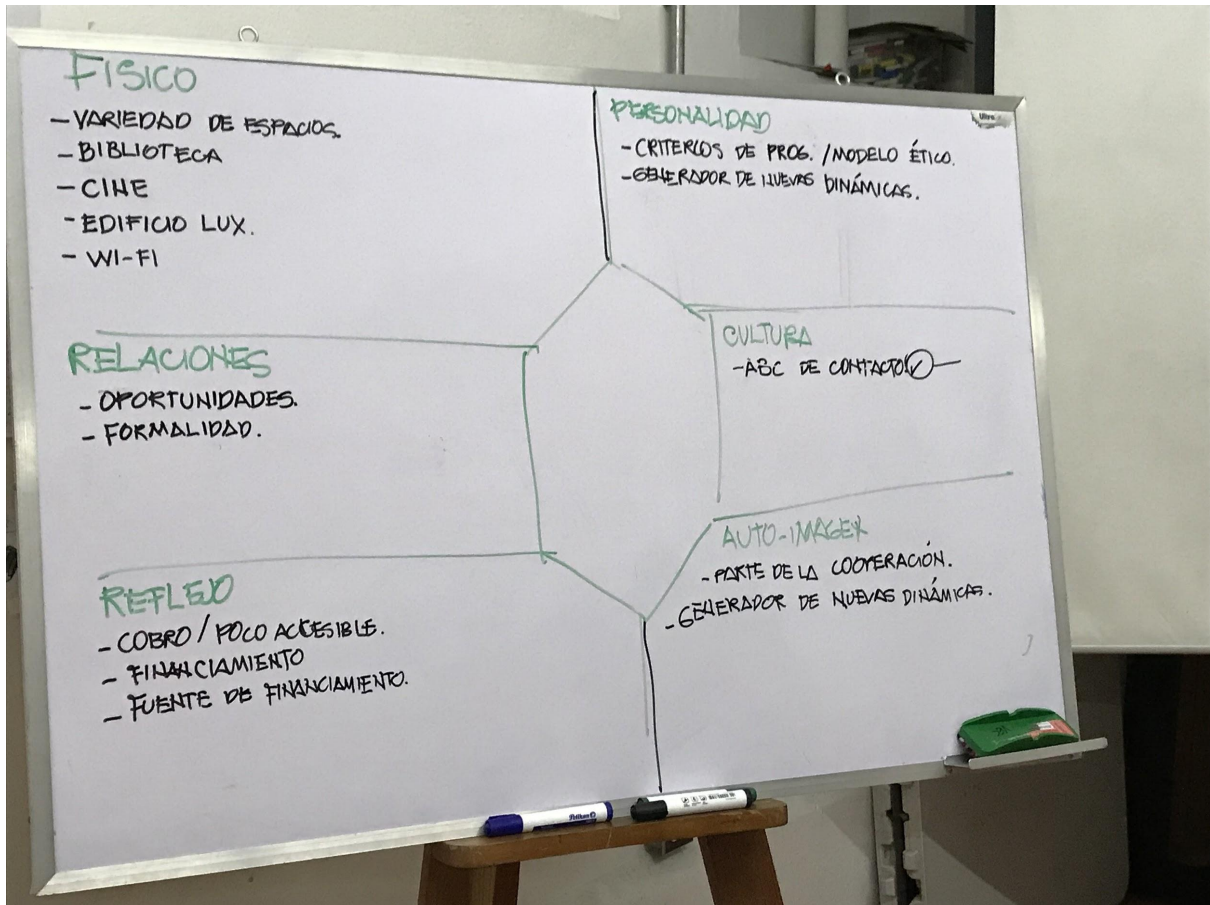 FISICO
- VARIEDAD DE ESPACIOS.
- BIBLIOTECA
- CINE
- EDIFICIO LUX.
- WI-FI
PERSONALIDAD
- CRITERIOS DE PROG. / MODELO ÉTICO.
- GENERADOR DE NUEVAS DINÁMICAS.
RELACIONES
- OPORTUNIDADES.
- FORMALIDAD.
CULTURA
- ABC DE CONTACTO
REFLEJO
- COBRO / POCO ACCESIBLE.
- FINANCIAMIENTO
- FUENTE DE FINANCIAMIENTO.
AUTO-IMAGEN
- PARTE DE LA COOPERACIÓN.
- GENERADOR DE NUEVAS DINÁMICAS.
Ultra
Pelikan